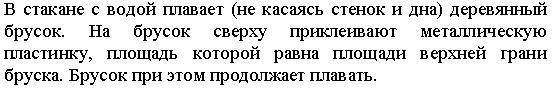 В стакане с водой плавает (не касаясь стенок и дна) деревянный
брусок. На брусок сверху приклеивают металлическую
пластинку, площадь которой равна площади верхней грани
бруска. Брусок при этом продолжает плавать.